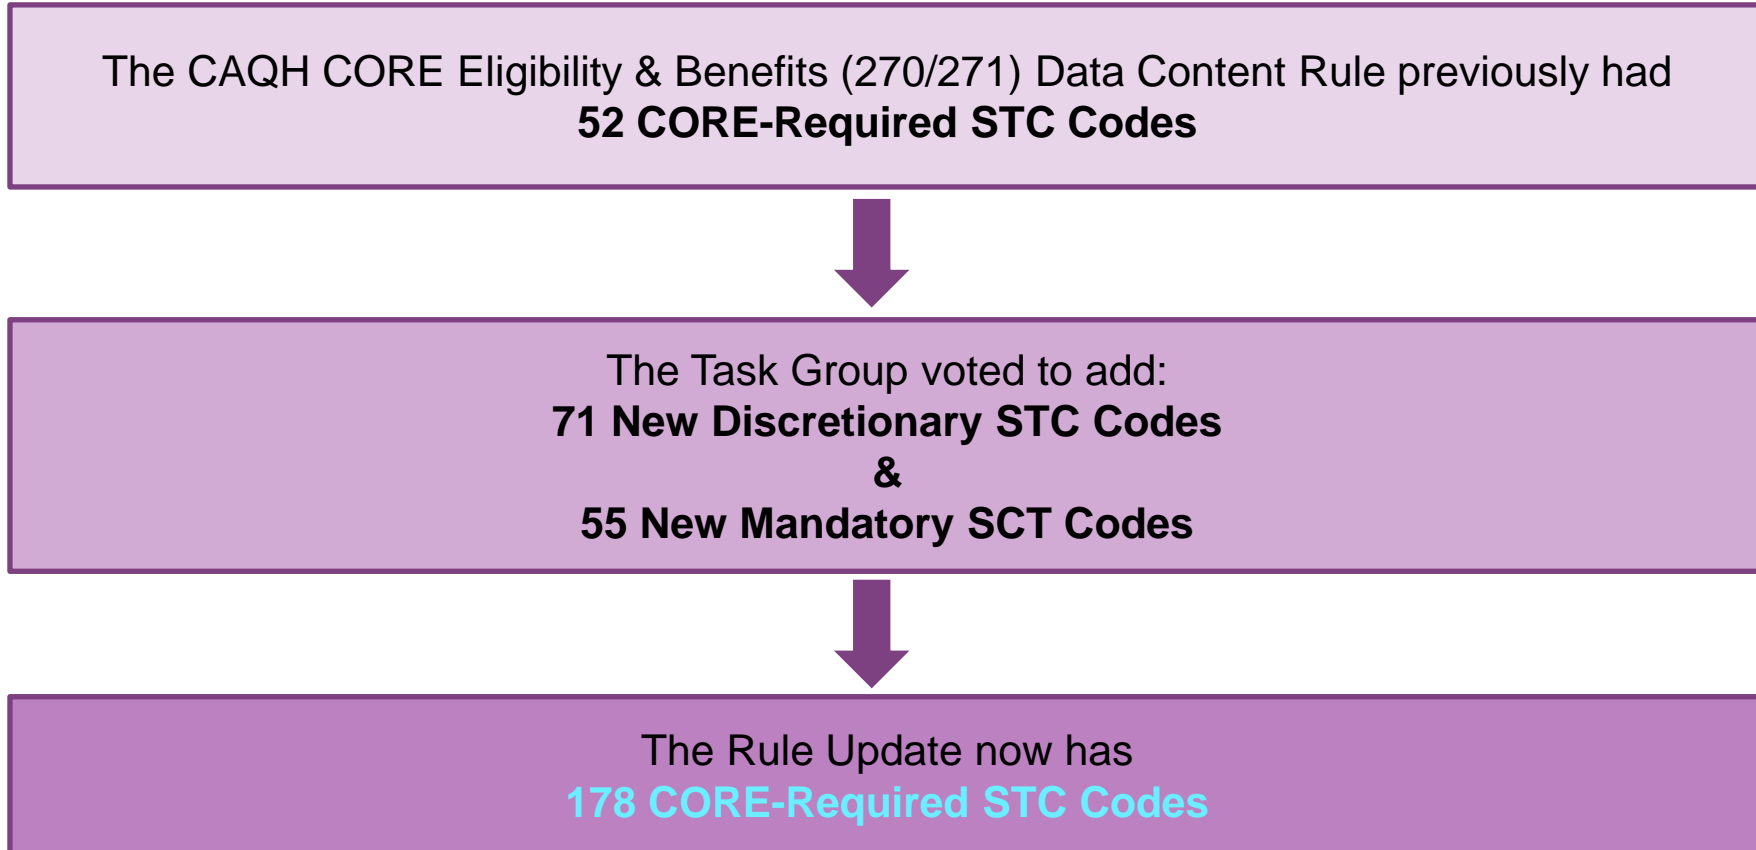 The CAQH CORE Eligibility & Benefits (270/271) Data Content Rule previously had
52 CORE-Required STC Codes
The Task Group voted to add:
71 New Discretionary STC Codes
&
55 New Mandatory SCT Codes
The Rule Update now has
178 CORE-Required STC Codes